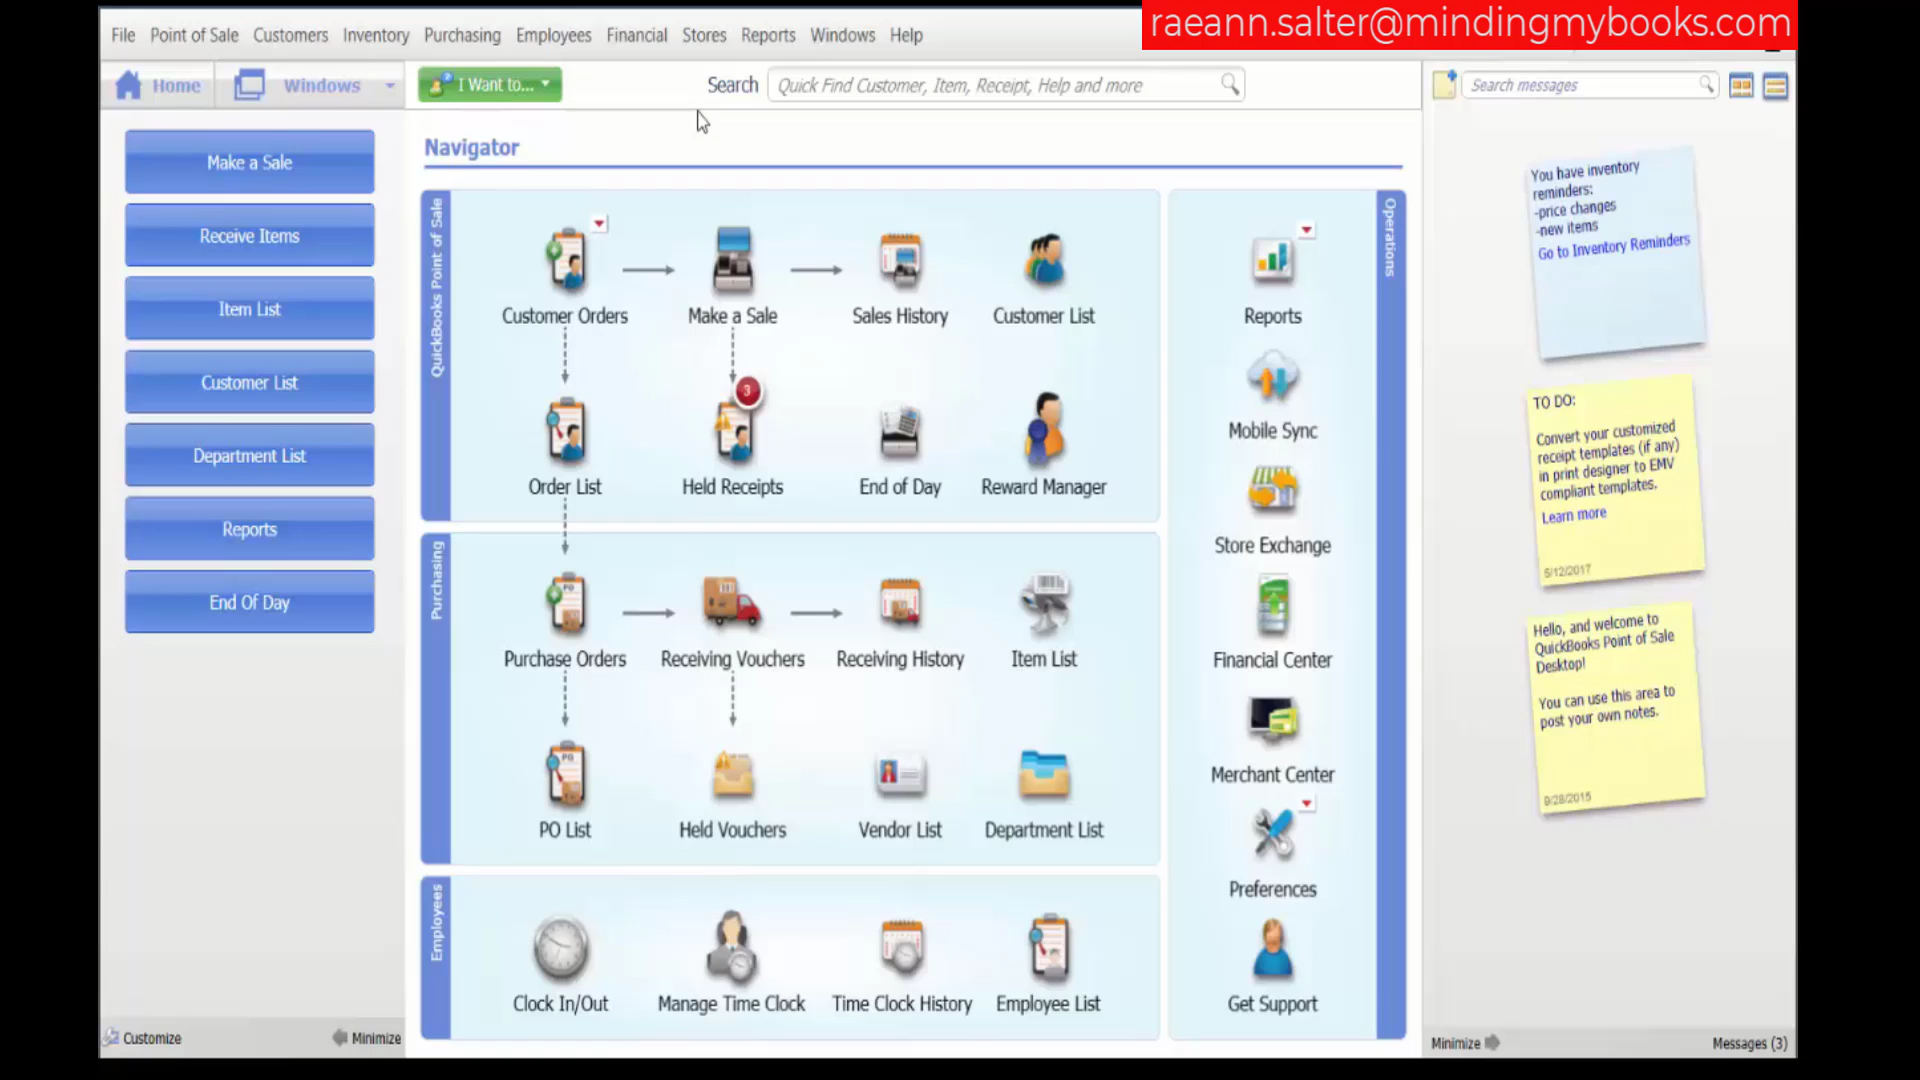 raeann.salter@mindingmybooks.com
File Point of Sale Customers Inventory Purchasing Employees Financial Stores Reports Windows Help
Home Windows I Want to... Search Quick Find Customer, Item, Receipt, Help and more Search messages
Make a Sale
Receive Items
Item List
Customer List
Department List
Reports
End Of Day
Customize Minimize
Navigator
QuickBooks Point of Sale
Customer Orders Make a Sale Sales History Customer List
3
Order List Held Receipts End of Day Reward Manager
Purchasing
Purchase Orders Receiving Vouchers Receiving History Item List
PO List Held Vouchers Vendor List Department List
Employees
Clock In/Out Manage Time Clock Time Clock History Employee List
Operations
Reports
Mobile Sync
Store Exchange
Financial Center
Merchant Center
Preferences
Get Support
You have inventory
reminders:
-price changes
-new items
Go to Inventory Reminders
TO DO:
Convert your customized
receipt templates (if any)
in print designer to EMV
compliant templates.
Learn more
5/12/2017
Hello, and welcome to
QuickBooks Point of Sale
Desktop!
You can use this area to
post your own notes.
9/28/2015
Minimize Messages (3)